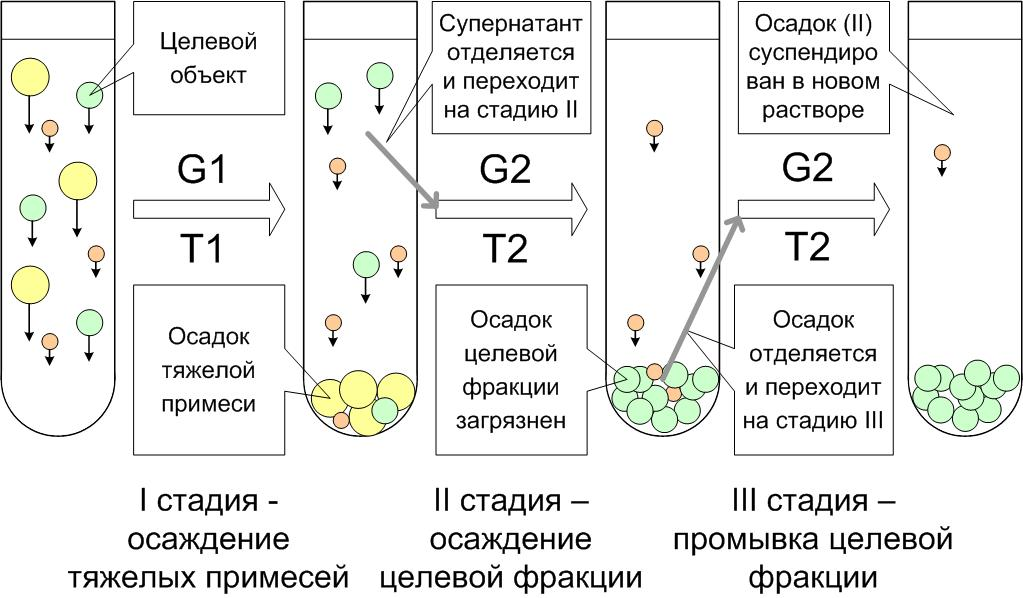 Целевой
объект
Супернатант
отделяется
и переходит
на стадию II
Осадок (II)
суспендиро
ван в новом
растворе
G1
T1
G2
T2
G2
T2
Осадок
тяжелой
примеси
Осадок
целевой
фракции
загрязнен
Осадок
отделяется
и переходит
на стадию III
I стадия -
осаждение
тяжелых примесей
II стадия –
осаждение
целевой фракции
III стадия –
промывка целевой
фракции